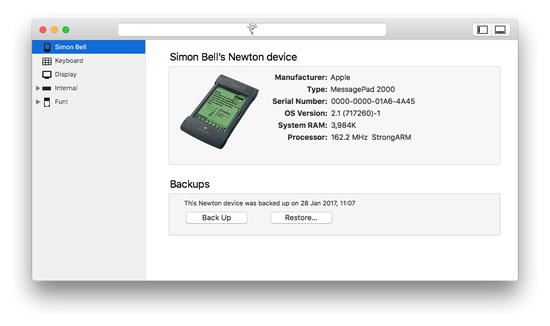 Simon Bell
Keyboard
Display
Internal
Fun!
Simon Bell's Newton device
Manufacturer: Apple
Type: MessagePad 2000
Serial Number: 0000-0000-01A6-4A45
OS Version: 2.1 (717260)-1
System RAM: 3,984K
Processor: 162.2 MHz StrongARM
Backups
This Newton device was backed up on 28 Jan 2017, 11:07
Back Up
Restore...